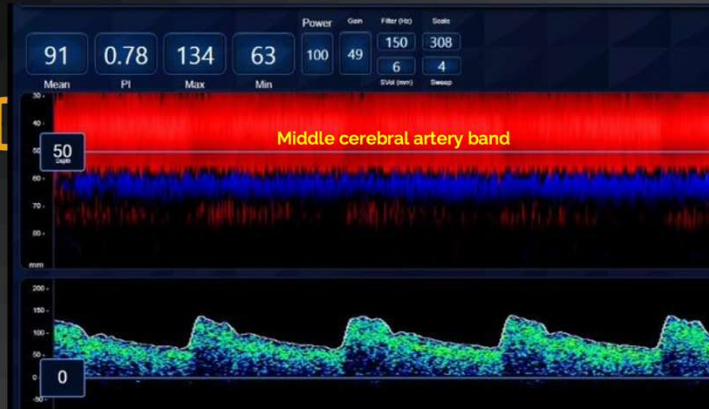 Power Gain Filter (Hz) Scale
91 0.78 134 63 100 49 150 308
6 4
Mean PI Max Min SVol (mm) Sweep
30
40
Middle cerebral artery band
50
50
Depth
60
70
80
mm
200
150
100
50
0
0
-50